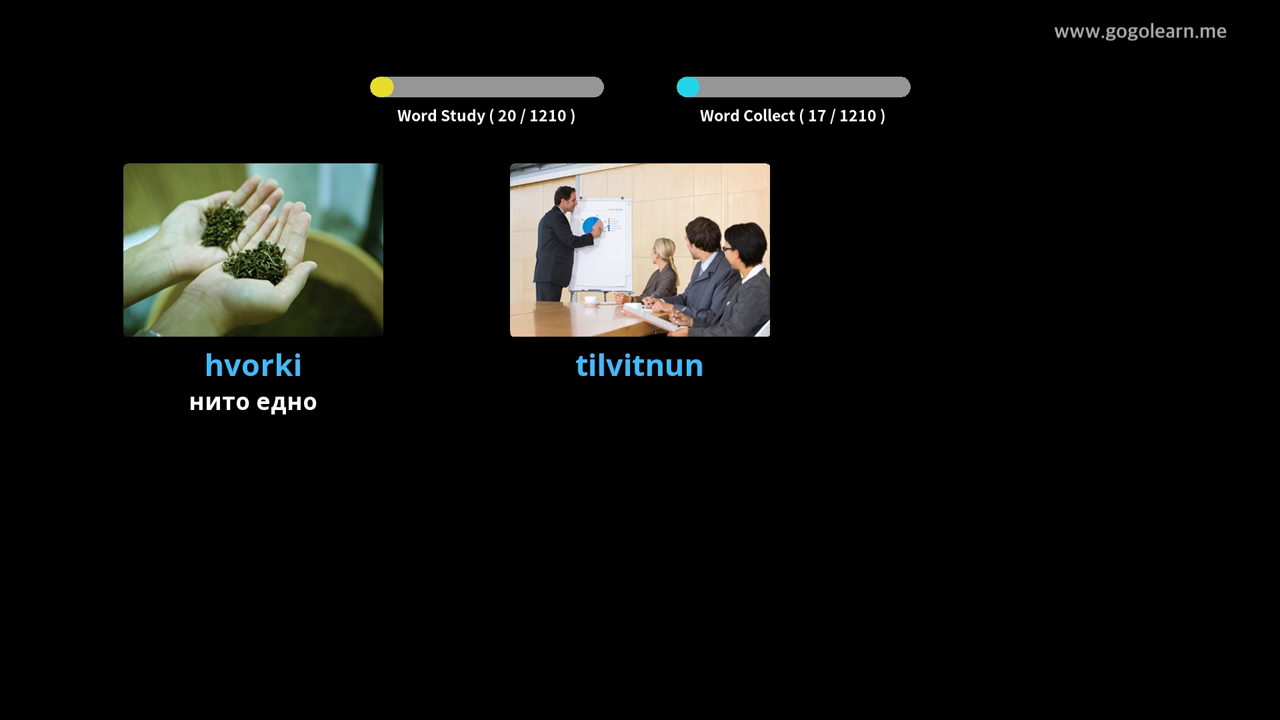 www.gogolearn.me
Word Study ( 20 / 1210 )
Word Collect ( 17 / 1210 )
hvorki
tilvitnun
нито едно